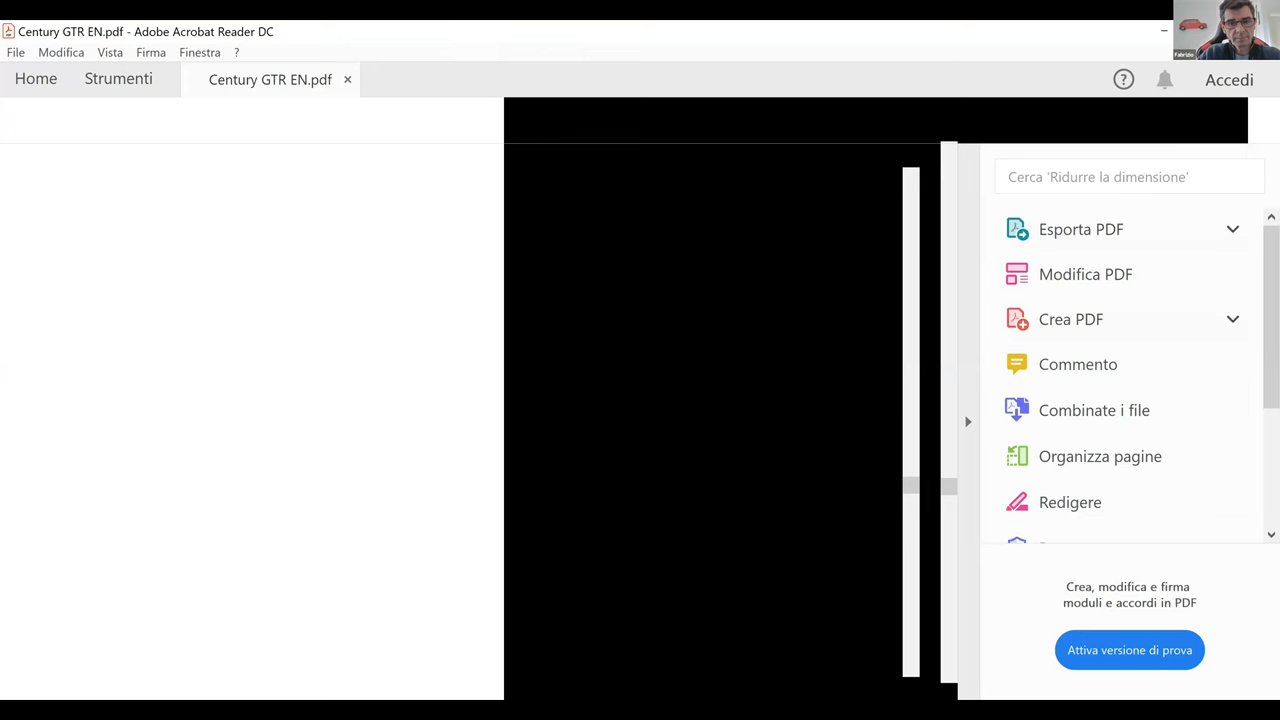 Century GTR EN.pdf - Adobe Acrobat Reader DC
File Modifica Vista Firma Finestra ?
Home Strumenti Century GTR EN.pdf × Accedi
Fabrizio
Cerca 'Ridurre la dimensione'
Esporta PDF
Modifica PDF
Crea PDF
Commento
Combinate i file
Organizza pagine
Redigere
Crea, modifica e firma
moduli e accordi in PDF
Attiva versione di prova